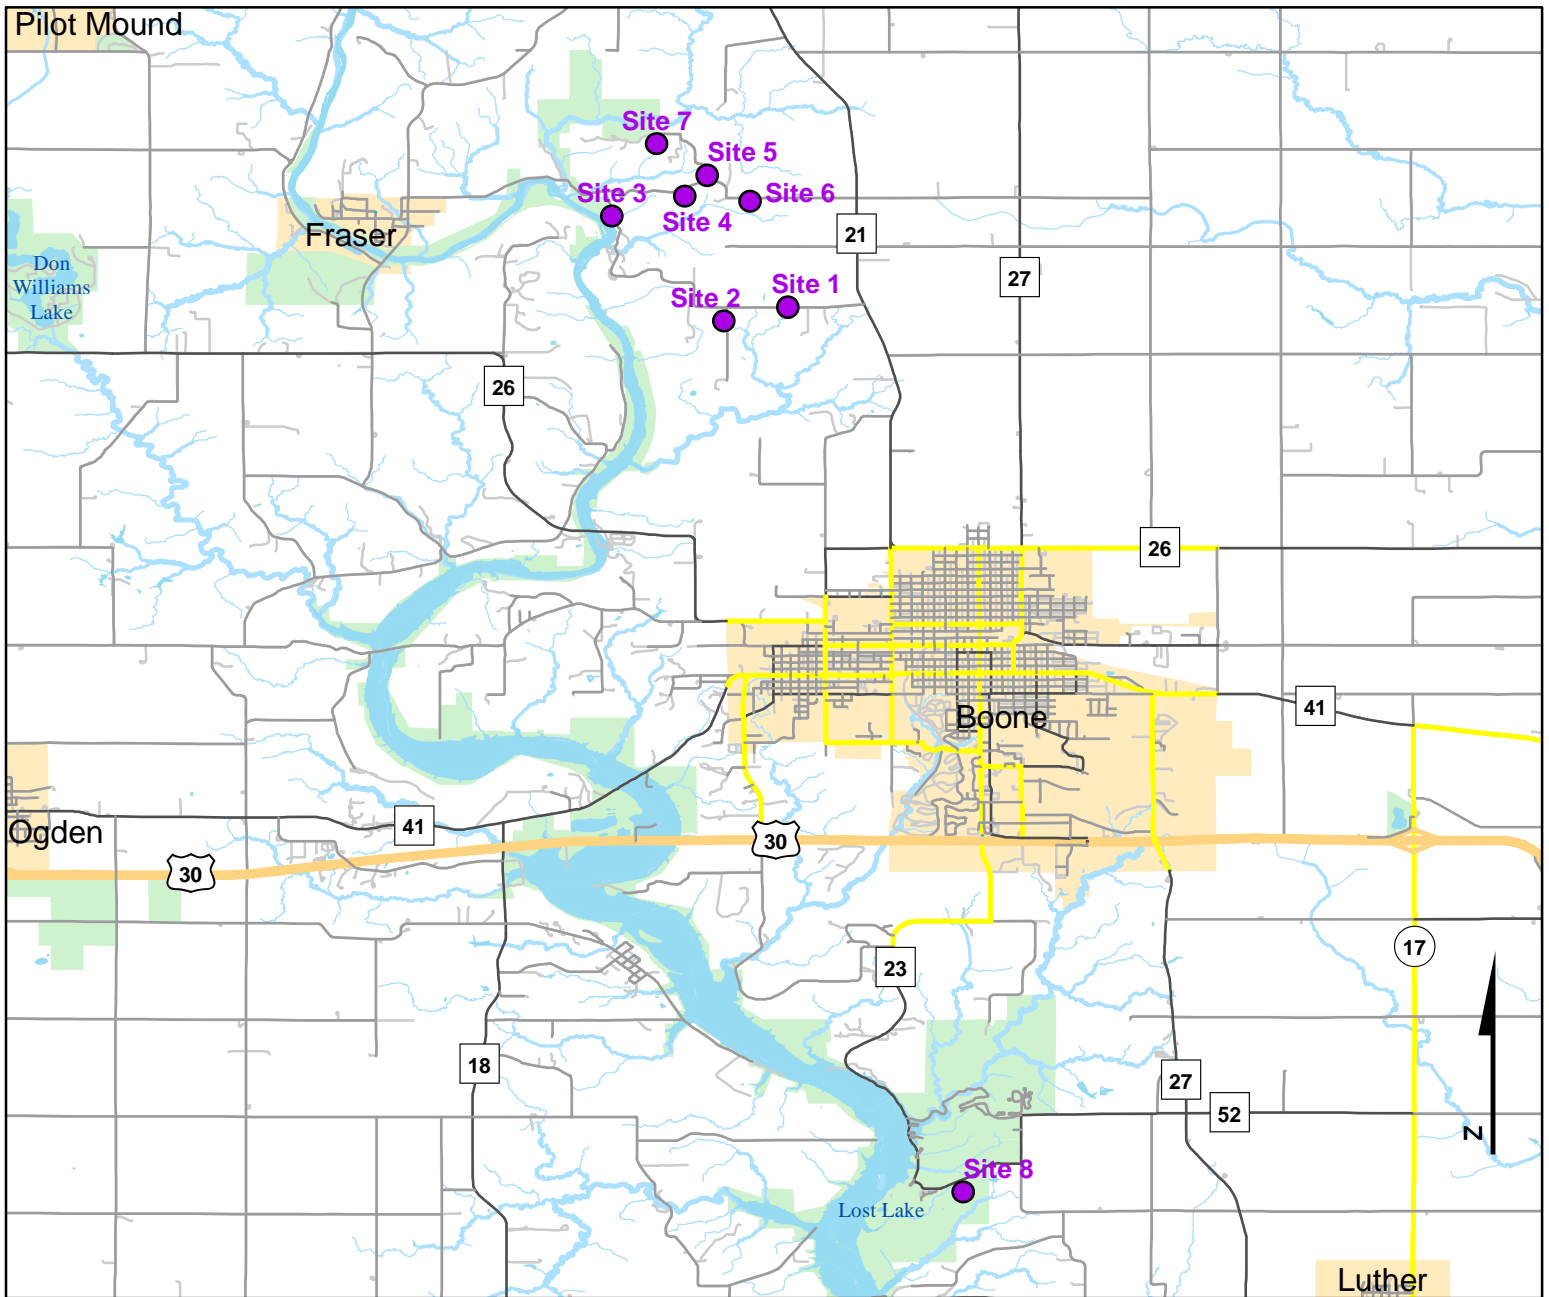 Pilot Mound
Site 7
Site 5
Site 3
Site 6
Site 4
Fraser
21
Don
Williams
Lake
27
Site 1
Site 2
26
26
Boone
41
41
Ogden
30
30
17
23
18
27
52
N
Site 8
Lost Lake
Luther